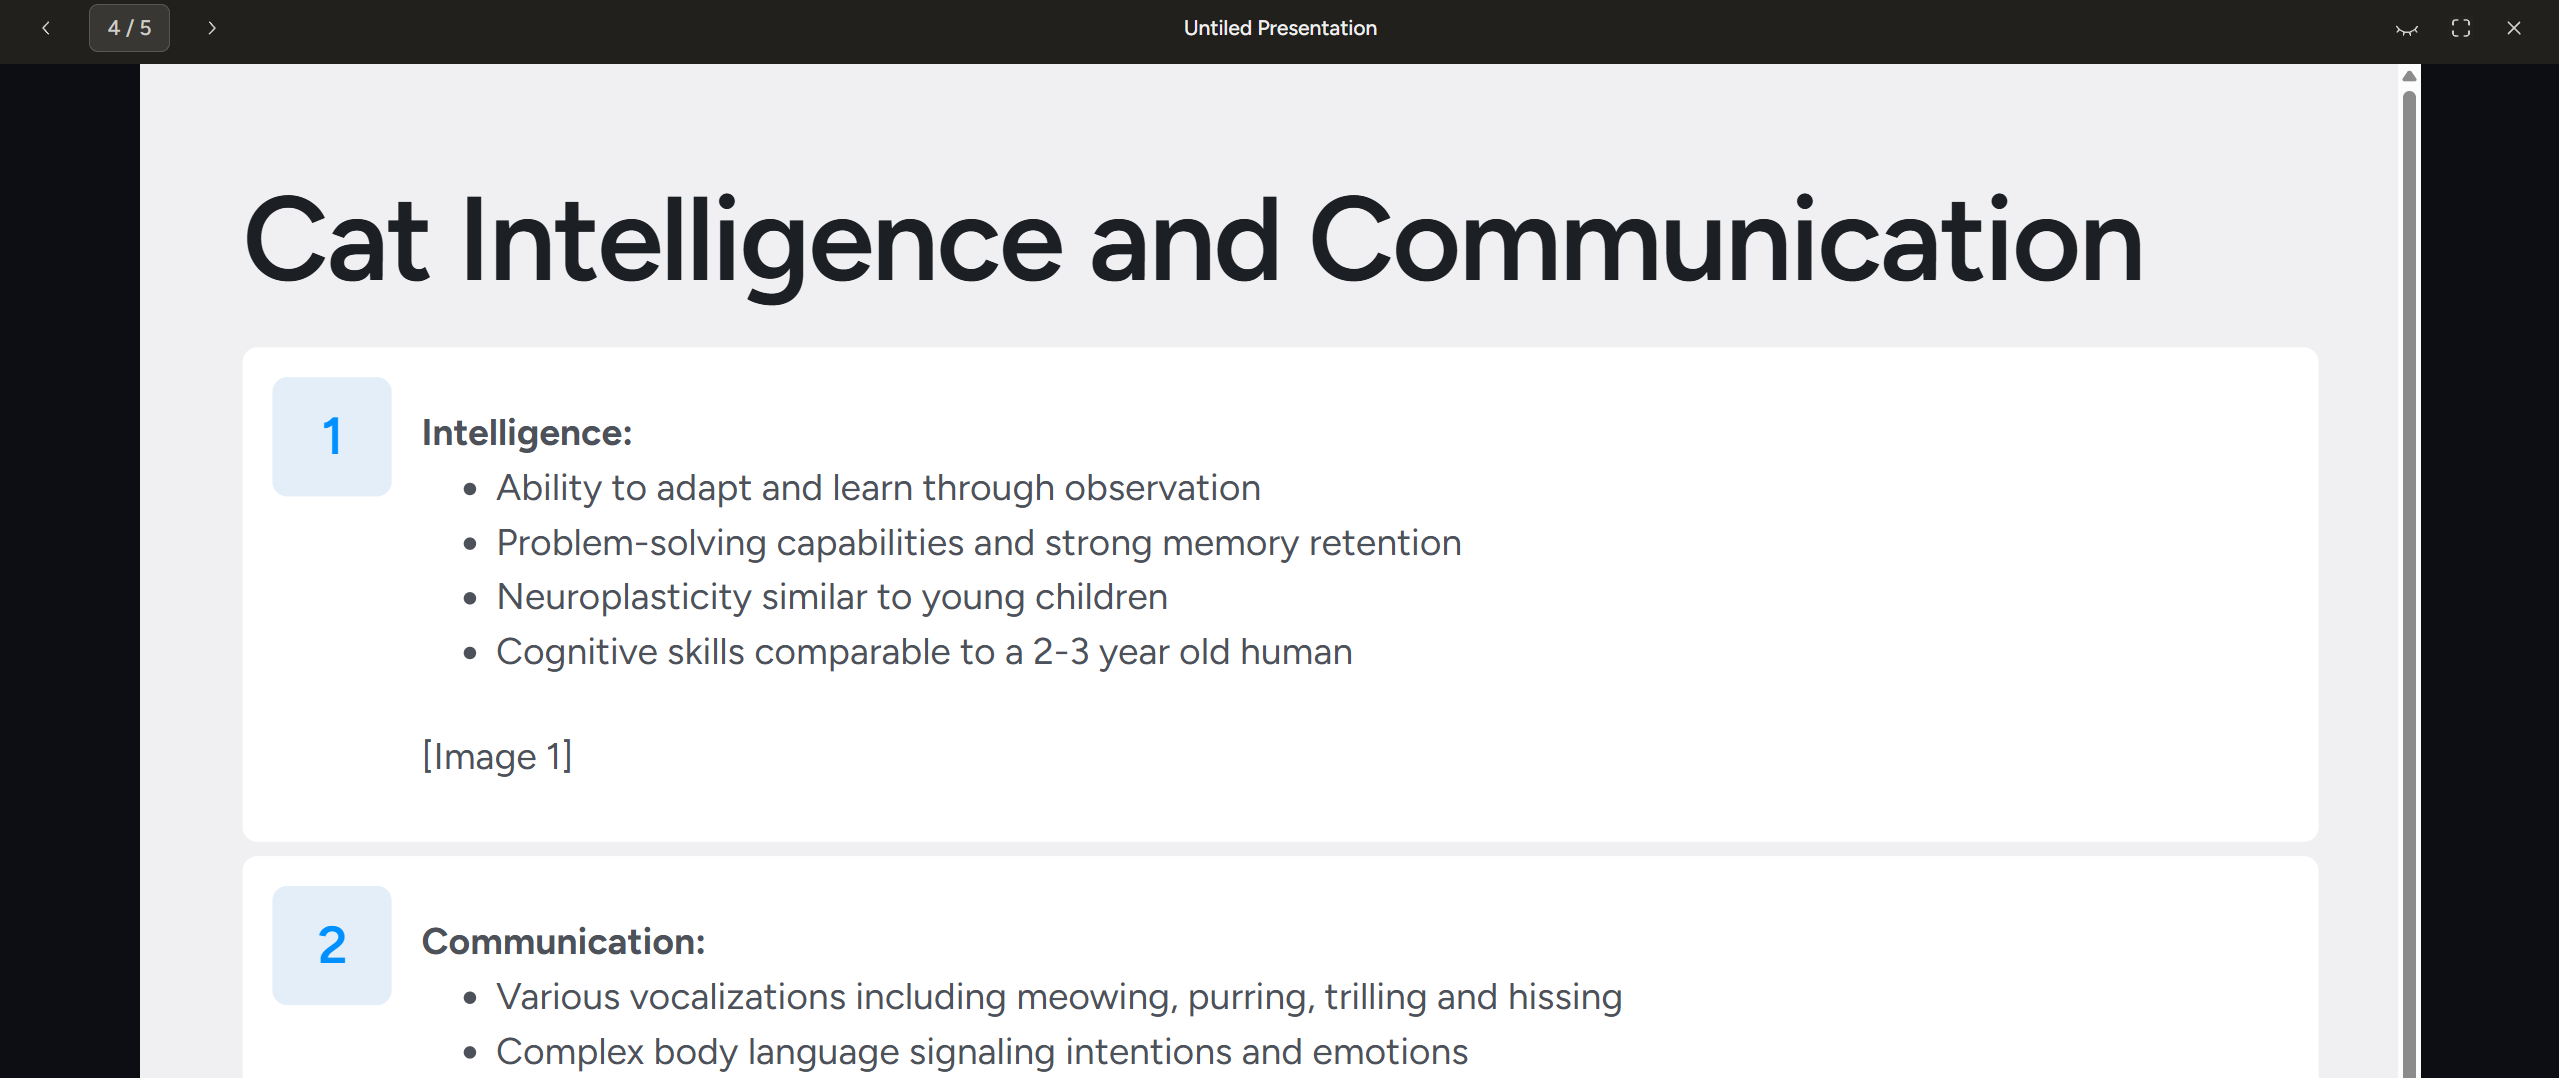 4 / 5
Untiled Presentation
Cat Intelligence and Communication
1
Intelligence:
• Ability to adapt and learn through observation
• Problem-solving capabilities and strong memory retention
• Neuroplasticity similar to young children
• Cognitive skills comparable to a 2-3 year old human
[Image 1]
2
Communication:
• Various vocalizations including meowing, purring, trilling and hissing
• Complex body language signaling intentions and emotions